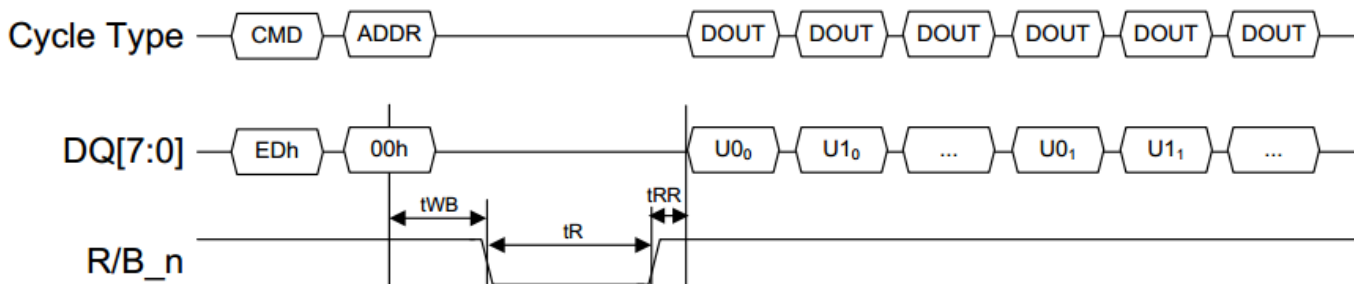 Cycle Type CMD ADDR DOUT DOUT DOUT DOUT DOUT DOUT
DQ[7:0] EDh 00h U0₀ U1₀ ... U0₁ U1₁ ...
tWB tR tRR
R/B_n